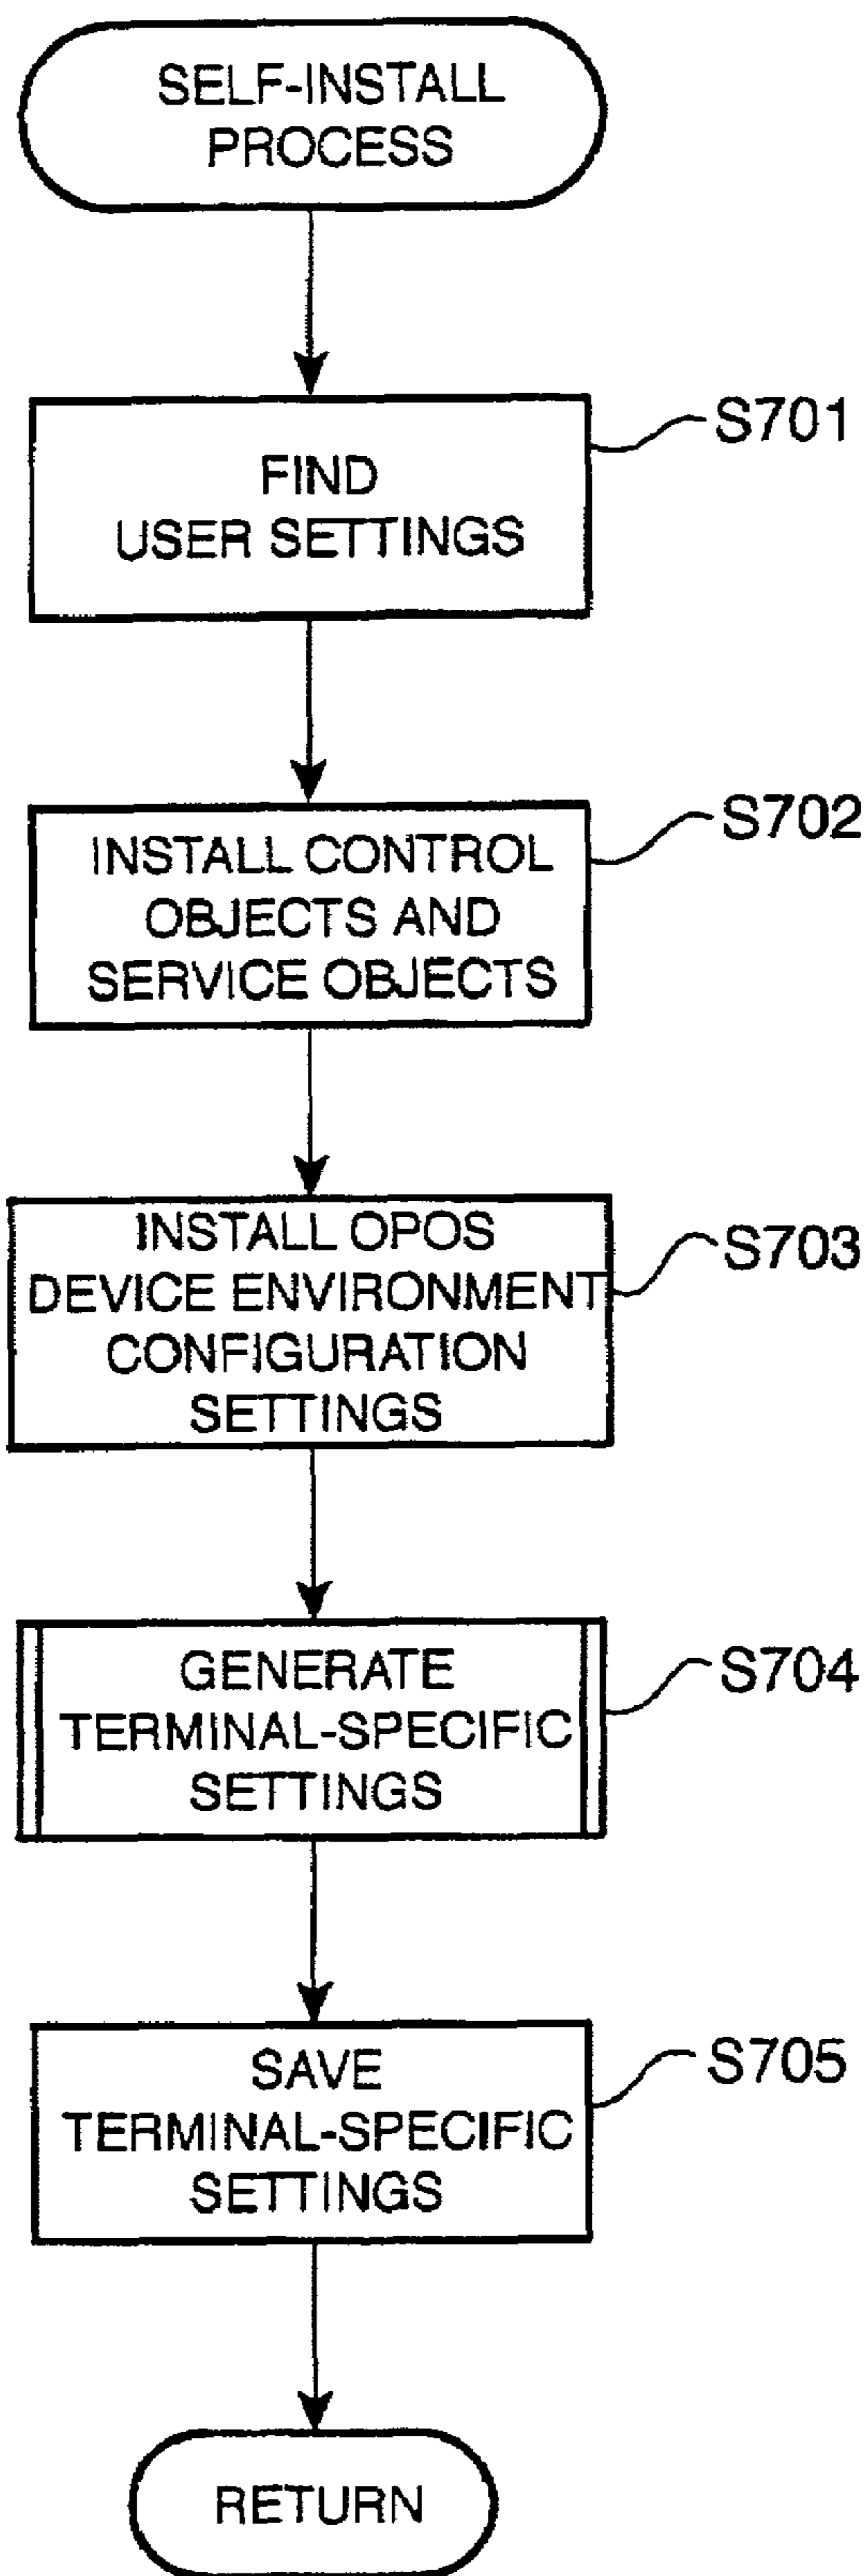 SELF-INSTALL
PROCESS
S701
FIND
USER SETTINGS
S702
INSTALL CONTROL
OBJECTS AND
SERVICE OBJECTS
S703
INSTALL OPOS
DEVICE ENVIRONMENT
CONFIGURATION
SETTINGS
S704
GENERATE
TERMINAL-SPECIFIC
SETTINGS
S705
SAVE
TERMINAL-SPECIFIC
SETTINGS
RETURN